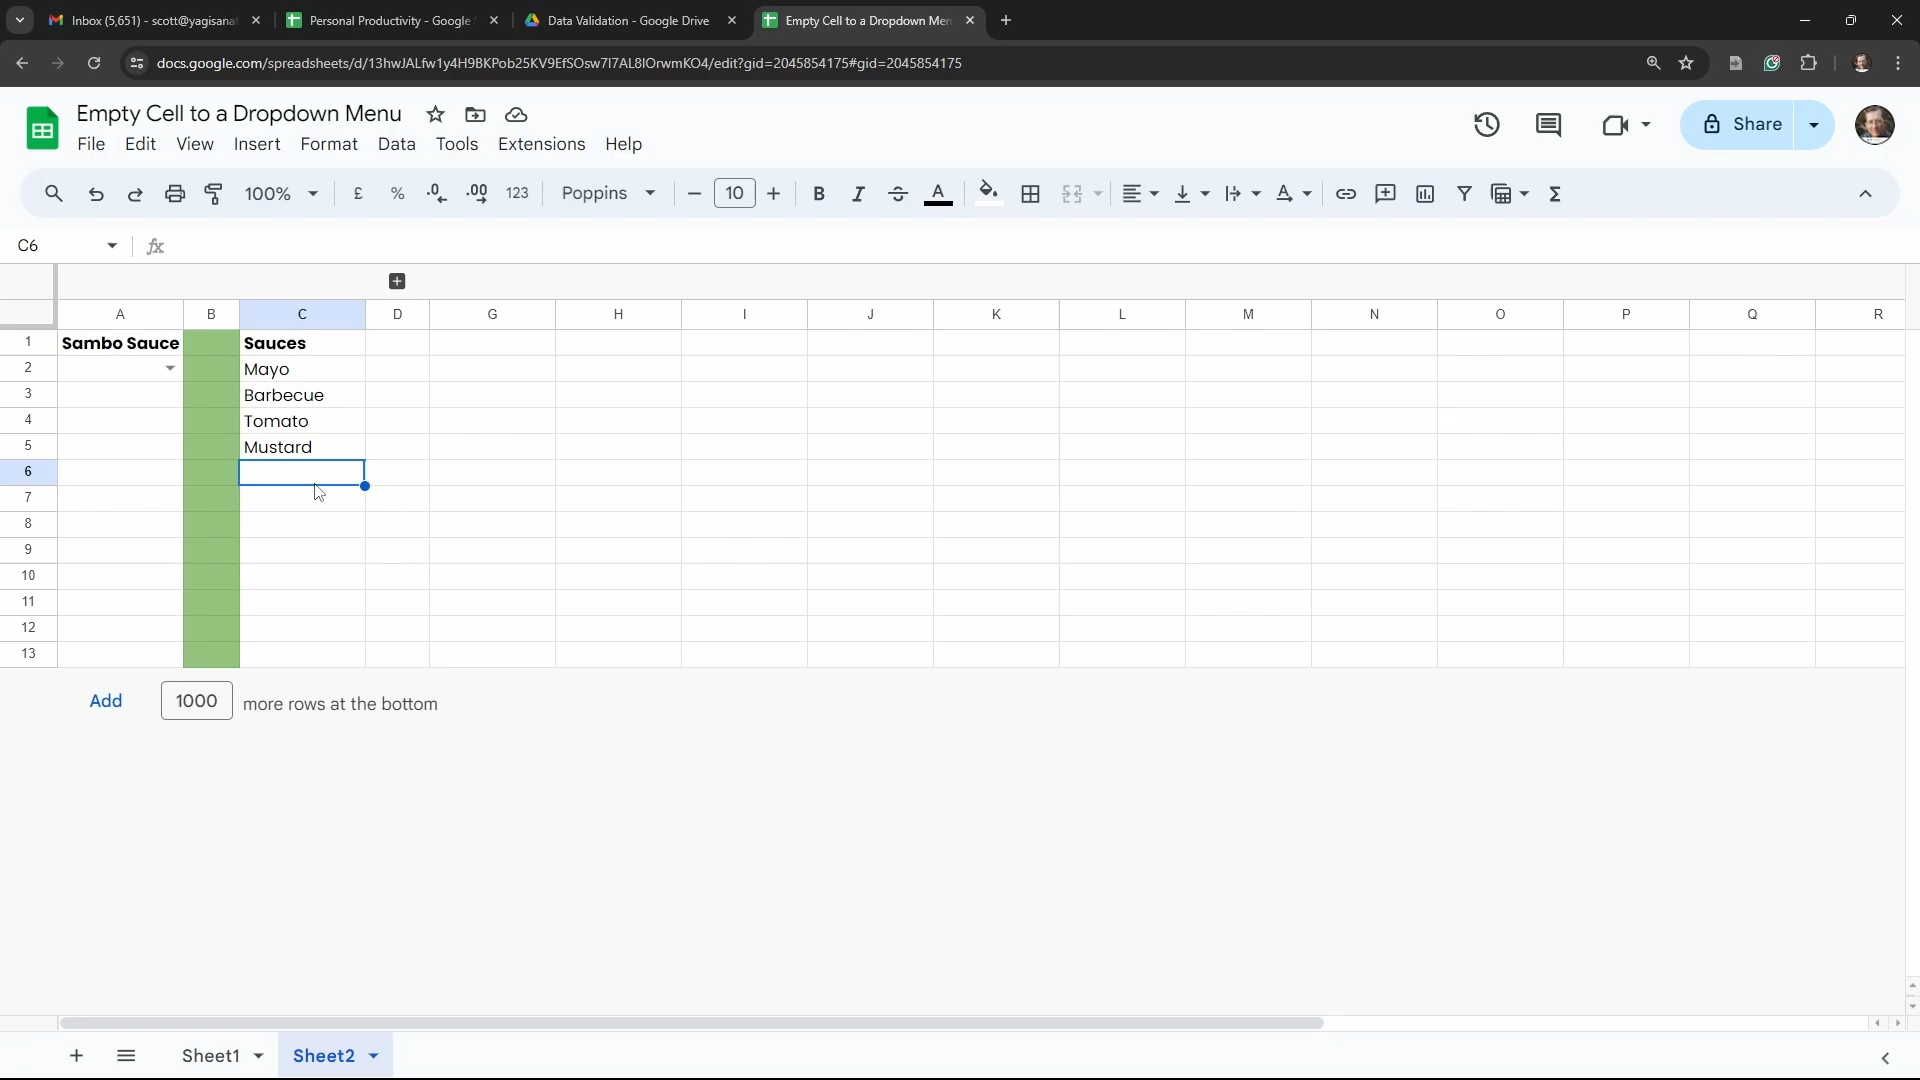 Inbox (5,651) - scott@yagisana
Personal Productivity - Google
Data Validation - Google Drive
Empty Cell to a Dropdown Men
docs.google.com/spreadsheets/d/13hwJALfw1y4H9BKPob25KV9EfSOsw7I7AL8IOrwmKO4/edit?gid=2045854175#gid=2045854175
Empty Cell to a Dropdown Menu
Share
File Edit View Insert Format Data Tools Extensions Help
100% £ % .0 .00 123 Poppins 10 B I S A A Σ
C6 fx
A B C D G H I J K L M N O P Q R
1 Sambo Sauce Sauces
2 Mayo
3 Barbecue
4 Tomato
5 Mustard
6
7
8
9
10
11
12
13
Add 1000 more rows at the bottom
Sheet1 Sheet2